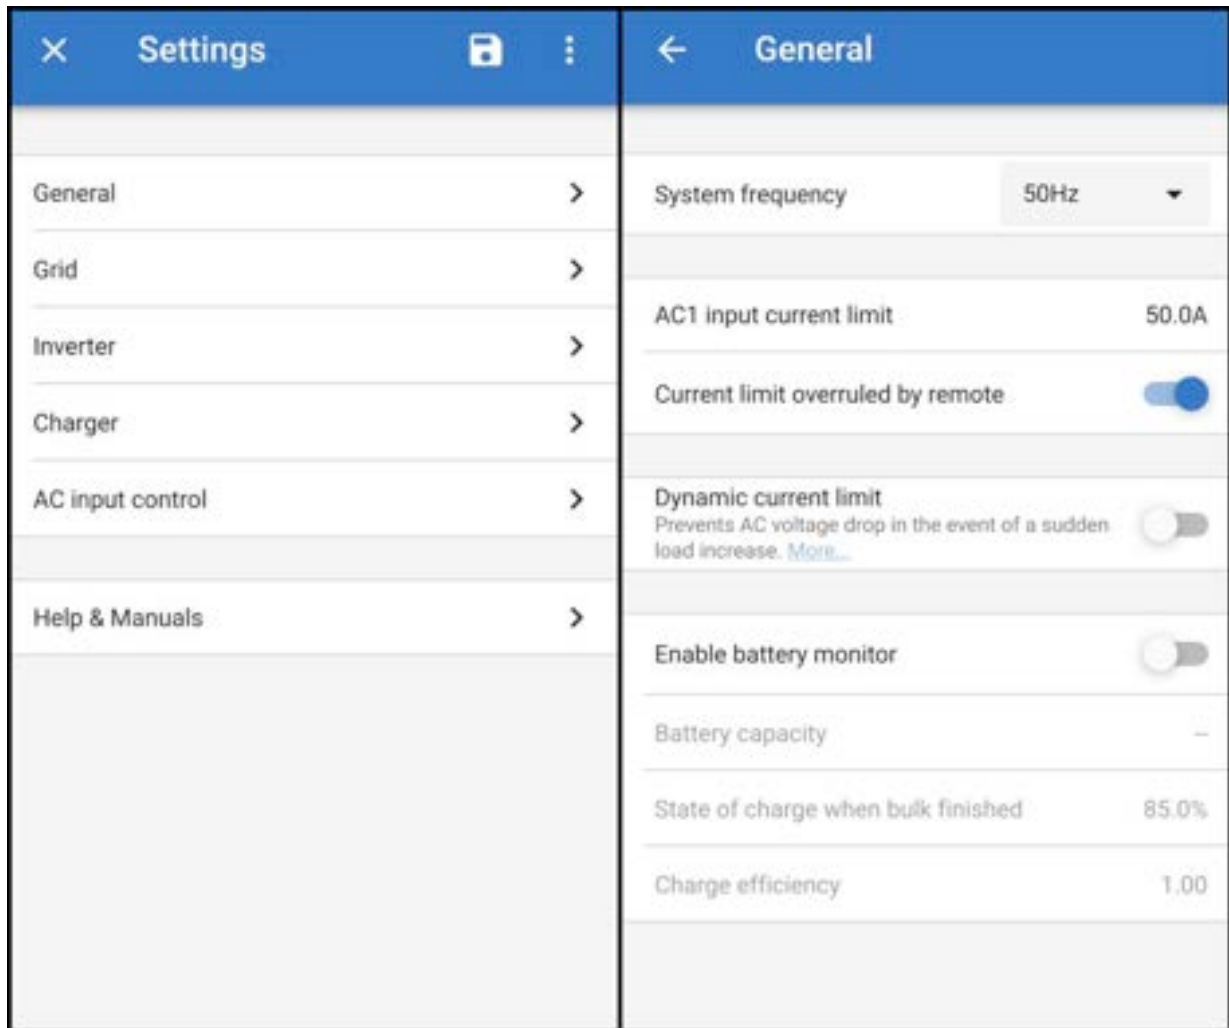 Settings
General
Grid
Inverter
Charger
AC input control
Help & Manuals
General
System frequency 50Hz
AC1 input current limit 50.0A
Current limit overruled by remote
Dynamic current limit
Prevents AC voltage drop in the event of a sudden
load increase. More...
Enable battery monitor
Battery capacity --
State of charge when bulk finished 85.0%
Charge efficiency 1.00